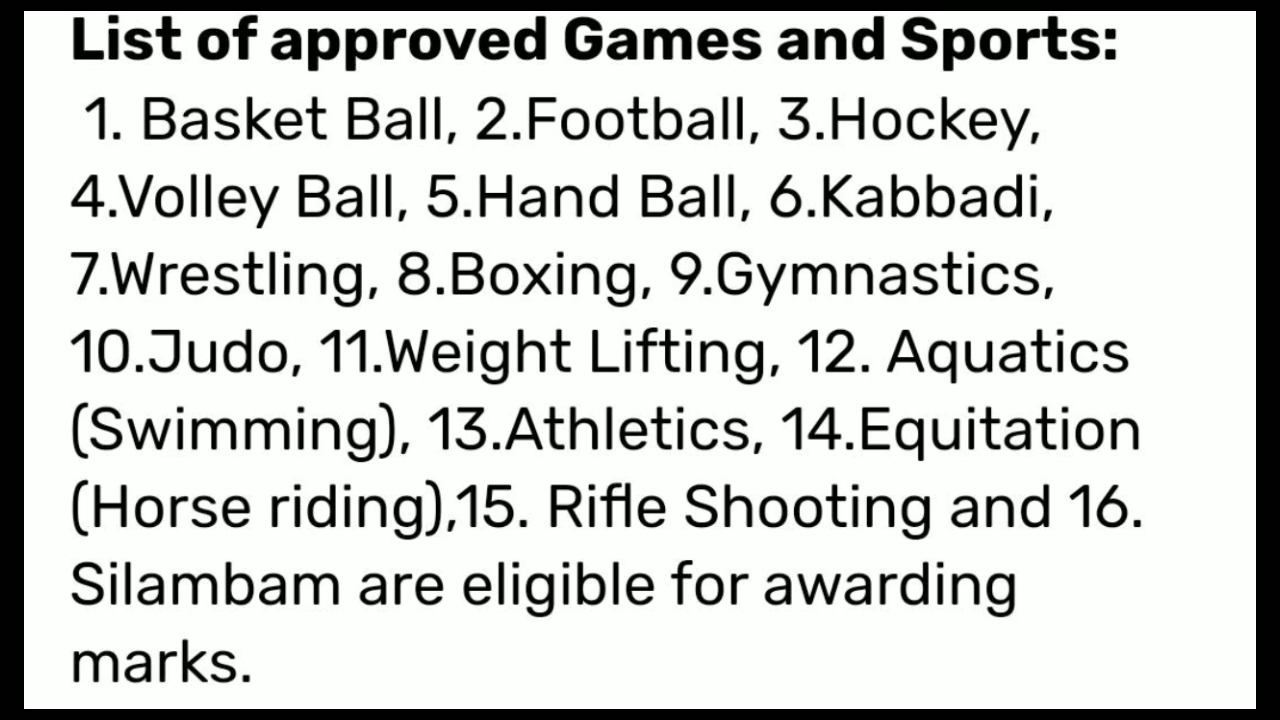 List of approved Games and Sports:
1. Basket Ball, 2.Football, 3.Hockey,
4.Volley Ball, 5.Hand Ball, 6.Kabbadi,
7.Wrestling, 8.Boxing, 9.Gymnastics,
10.Judo, 11.Weight Lifting, 12. Aquatics
(Swimming), 13.Athletics, 14.Equitation
(Horse riding),15. Rifle Shooting and 16.
Silambam are eligible for awarding
marks.